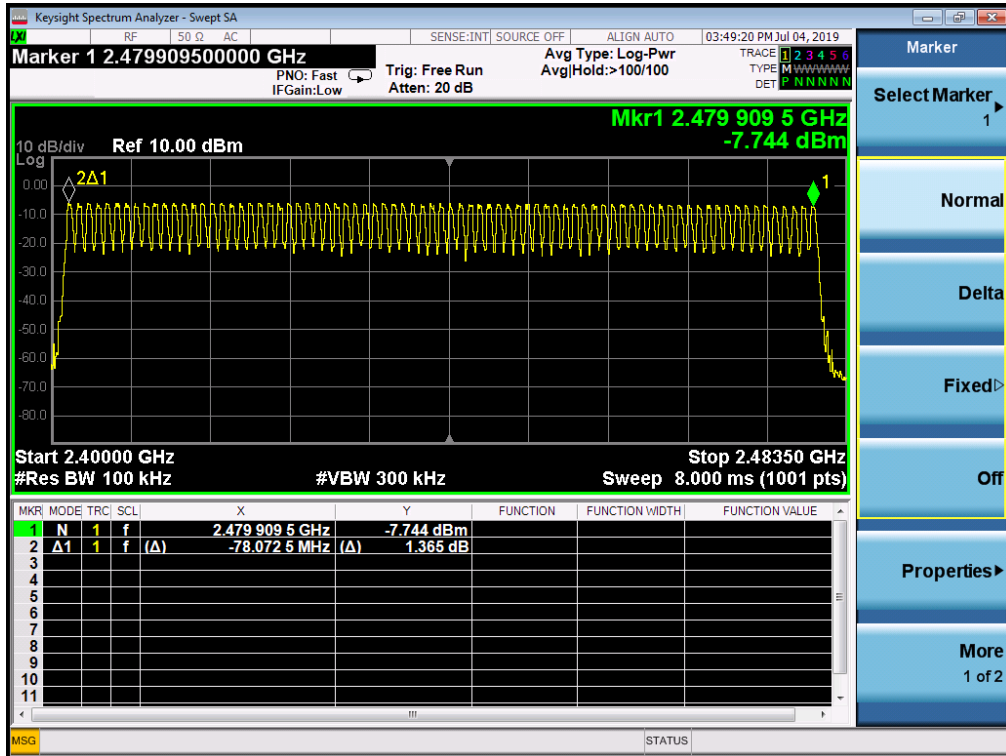 Keysight Spectrum Analyzer - Swept SA
LXI RF 50 Ω AC SENSE:INT SOURCE OFF ALIGN AUTO 03:49:20 PM Jul 04, 2019
Marker 1 2.479909500000 GHz
PNO: Fast
IFGain:Low
Trig: Free Run
Atten: 20 dB
Avg Type: Log-Pwr
Avg|Hold:>100/100
TRACE 1 2 3 4 5 6
TYPE M WWWWW
DET P N N N N N
Mkr1 2.479 909 5 GHz
-7.744 dBm
10 dB/div Ref 10.00 dBm
Log
2Δ1
1
0.00
-10.0
-20.0
-30.0
-40.0
-50.0
-60.0
-70.0
-80.0
Start 2.40000 GHz Stop 2.48350 GHz
#Res BW 100 kHz #VBW 300 kHz Sweep 8.000 ms (1001 pts)
MKR MODE TRC SCL X Y FUNCTION FUNCTION WIDTH FUNCTION VALUE
1 N 1 f 2.479 909 5 GHz -7.744 dBm
2 Δ1 1 f (Δ) -78.072 5 MHz (Δ) 1.365 dB
3
4
5
6
7
8
9
10
11
MSG STATUS
Marker
Select Marker
1
Normal
Delta
Fixed
Off
Properties
More
1 of 2